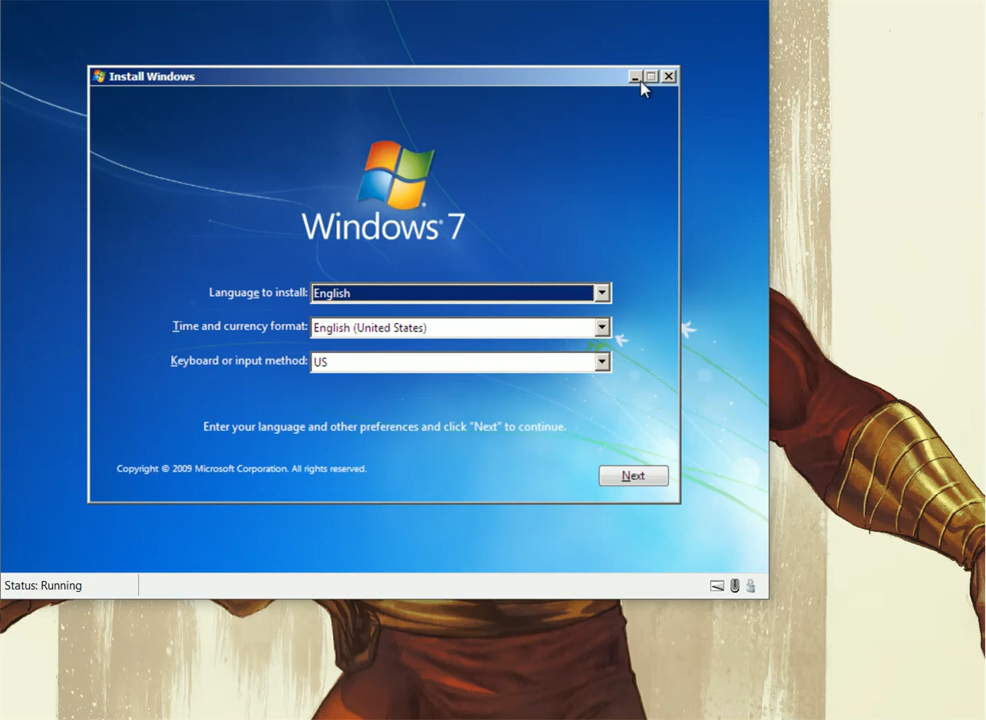 Install Windows
Windows 7
Language to install: English
Time and currency format: English (United States)
Keyboard or input method: US
Enter your language and other preferences and click "Next" to continue.
Copyright © 2009 Microsoft Corporation. All rights reserved.
Next
Status: Running